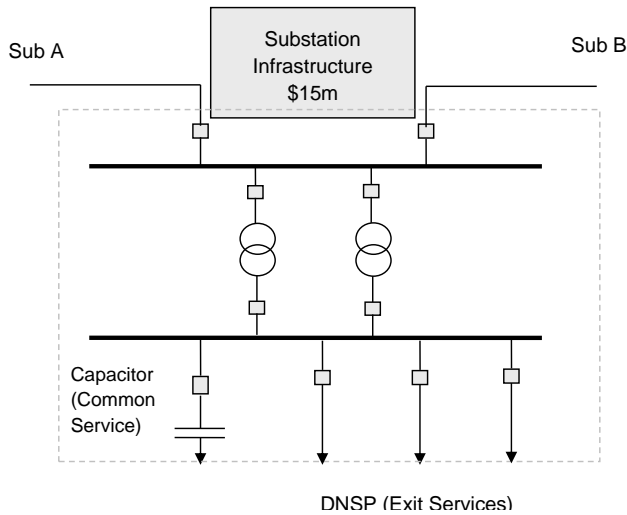 Substation
Infrastructure
$15m
Sub A
Sub B
Capacitor
(Common
Service)
DNSP (Exit Services)